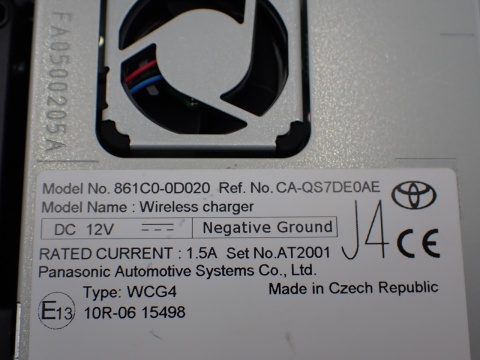 FA0500205A
Model No. 861C0-0D020 Ref. No. CA-QS7DE0AE
Model Name : Wireless charger
DC 12V Negative Ground
J4 CE
RATED CURRENT : 1.5A Set No.AT2001
Panasonic Automotive Systems Co., Ltd.
Type: WCG4 Made in Czech Republic
E13 10R-06 15498